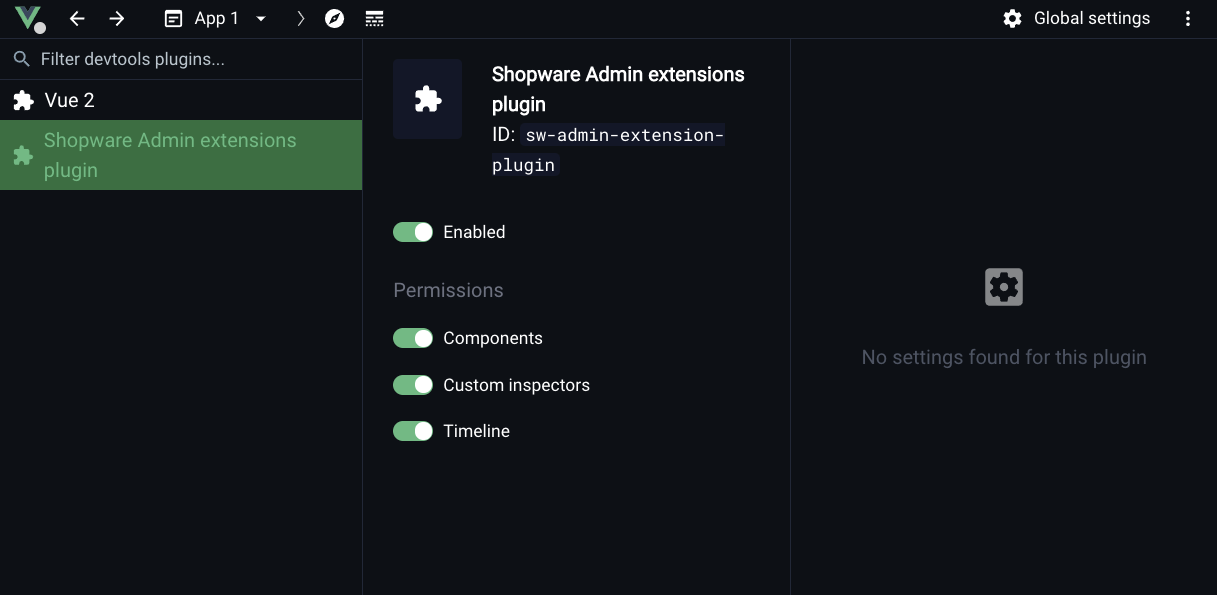 App 1
Global settings
Filter devtools plugins...
Vue 2
Shopware Admin extensions
plugin
Shopware Admin extensions
plugin
ID: sw-admin-extension-
plugin
Enabled
Permissions
Components
Custom inspectors
Timeline
No settings found for this plugin